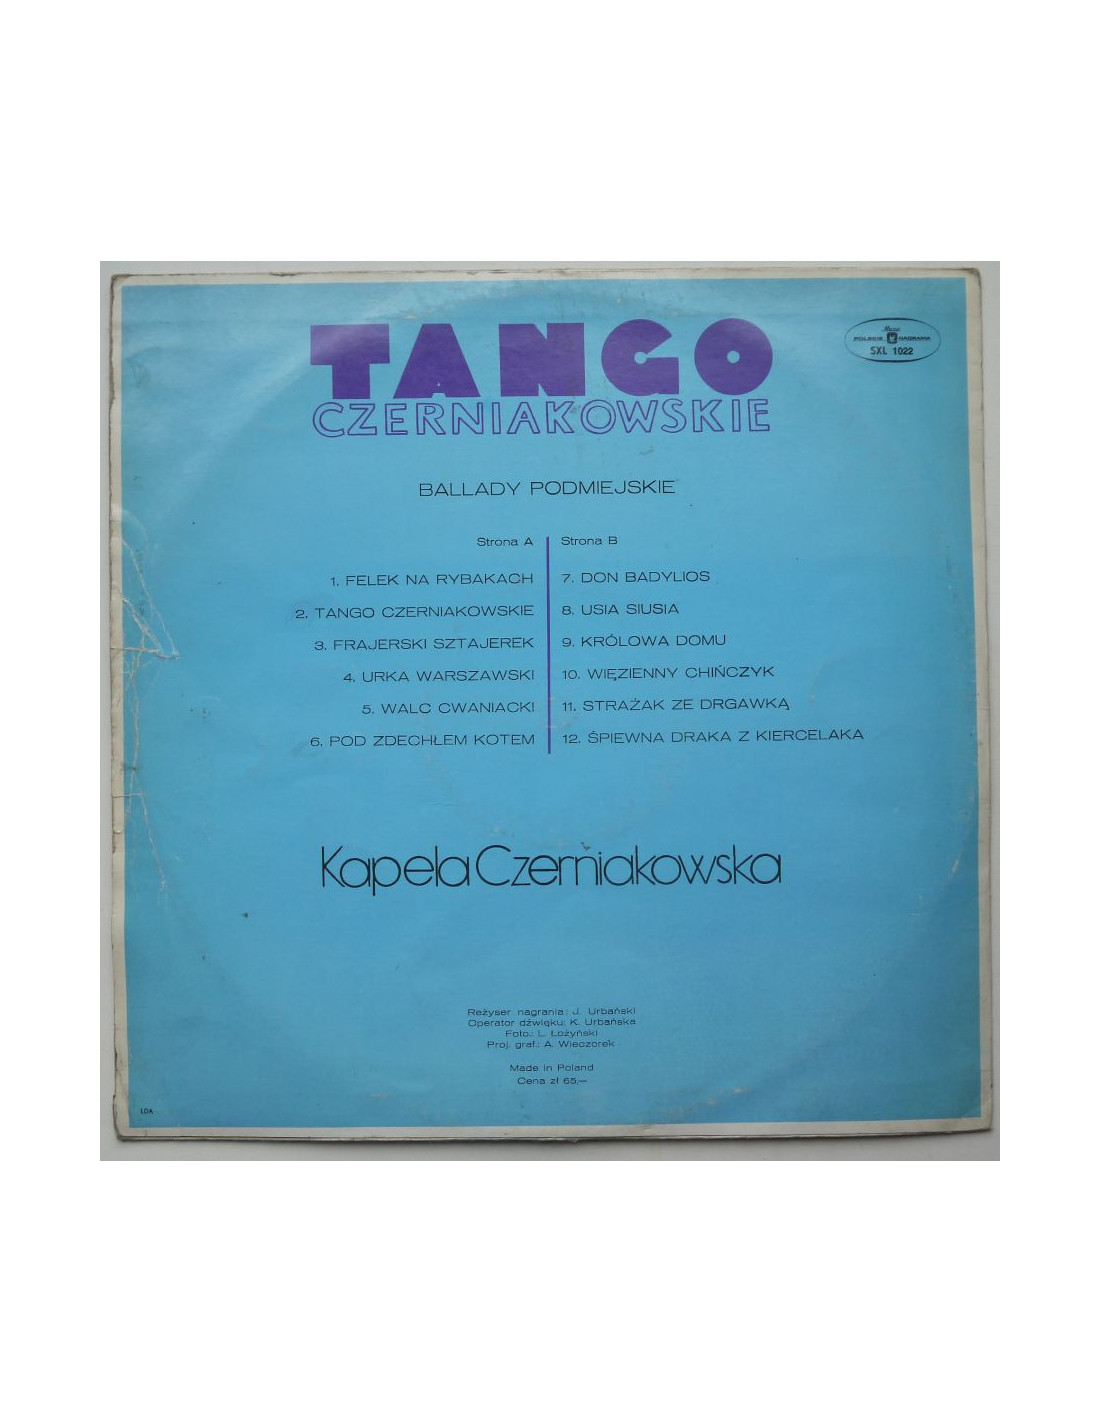 TANGO
CZERNIAKOWSKIE
Muza
POLSKIE NAGRANIA
SXL 1022
BALLADY PODMIEJSKIE
Strona A
1. FELEK NA RYBAKACH
2. TANGO CZERNIAKOWSKIE
3. FRAJERSKI SZTAJEREK
4. URKA WARSZAWSKI
5. WALC CWANIACKI
6. POD ZDECHŁEM KOTEM
Strona B
7. DON BADYLIOS
8. USIA SIUSIA
9. KRÓLOWA DOMU
10. WIĘZIENNY CHIŃCZYK
11. STRAŻAK ZE DRGAWKĄ
12. ŚPIEWNA DRAKA Z KIERCELAKA
Kapela Czerniakowska
Reżyser nagrania: J. Urbański
Operator dźwięku: K. Urbańska
Foto.: L. Łożyński
Proj. graf.: A. Wieczorek
Made in Poland
Cena zł 65,—
LDA